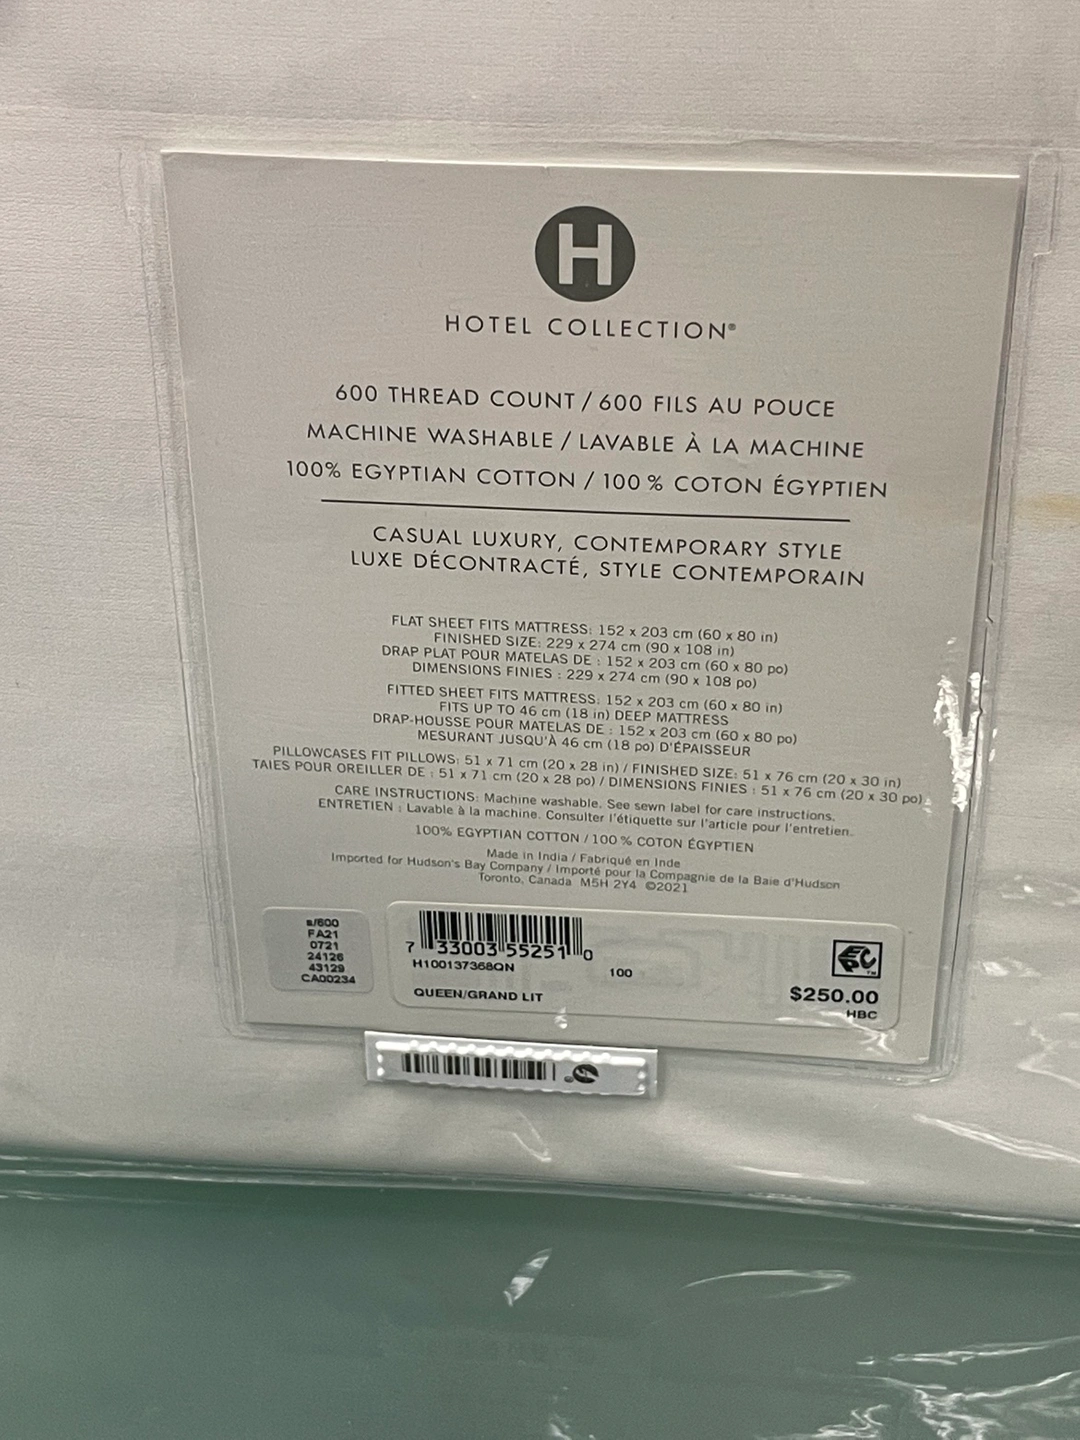 H
HOTEL COLLECTION®
600 THREAD COUNT / 600 FILS AU POUCE
MACHINE WASHABLE / LAVABLE À LA MACHINE
100% EGYPTIAN COTTON / 100 % COTON ÉGYPTIEN
CASUAL LUXURY, CONTEMPORARY STYLE
LUXE DÉCONTRACTÉ, STYLE CONTEMPORAIN
FLAT SHEET FITS MATTRESS: 152 x 203 cm (60 x 80 in)
FINISHED SIZE: 229 x 274 cm (90 x 108 in)
DRAP PLAT POUR MATELAS DE : 152 x 203 cm (60 x 80 po)
DIMENSIONS FINIES : 229 x 274 cm (90 x 108 po)
FITTED SHEET FITS MATTRESS: 152 x 203 cm (60 x 80 in)
FITS UP TO 46 cm (18 in) DEEP MATTRESS
DRAP-HOUSSE POUR MATELAS DE : 152 x 203 cm (60 x 80 po)
MESURANT JUSQU'À 46 cm (18 po) D'ÉPAISSEUR
PILLOWCASES FIT PILLOWS: 51 x 71 cm (20 x 28 in) / FINISHED SIZE: 51 x 76 cm (20 x 30 in)
TAIES POUR OREILLER DE : 51 x 71 cm (20 x 28 po) / DIMENSIONS FINIES : 51 x 76 cm (20 x 30 po)
CARE INSTRUCTIONS: Machine washable. See sewn label for care instructions.
ENTRETIEN : Lavable à la machine. Consulter l'étiquette sur l'article pour l'entretien.
100% EGYPTIAN COTTON / 100 % COTON ÉGYPTIEN
Made in India / Fabriqué en Inde
Imported for Hudson's Bay Company / Importé pour la Compagnie de la Baie d'Hudson
Toronto, Canada M5H 2Y4 ©2021
s/600
FA21
0721
24126
43129
CA00234
7 33003 55251 0
H100137368QN
100
QUEEN/GRAND LIT
EPC™
$250.00
HBC